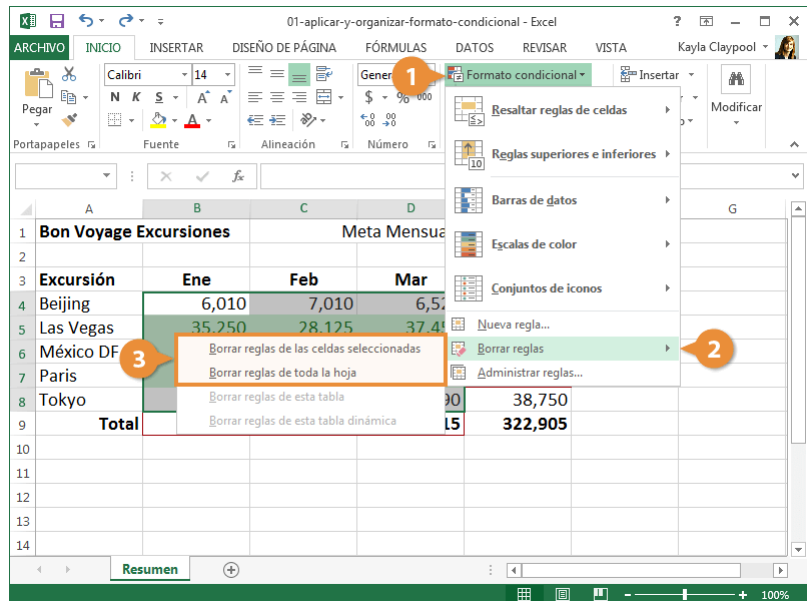 01-aplicar-y-organizar-formato-condicional - Excel
ARCHIVO INICIO INSERTAR DISEÑO DE PÁGINA FÓRMULAS DATOS REVISAR VISTA Kayla Claypool
Calibri 14 1 Formato condicional Insertar
Pegar N K S A A $ % 000 Modificar
Portapapeles Fuente Alineación Número
Resaltar reglas de celdas
Reglas superiores e inferiores
Barras de datos
Escalas de color
Conjuntos de iconos
Nueva regla...
Borrar reglas 2
Administrar reglas...
fx
A B C D G
1 Bon Voyage Excursiones
2
3 Excursión Ene Feb Mar
4 Beijing 6,010 7,010
5 Las Vegas 35,250 28,125
6 México DF
7 Paris
8 Tokyo 38,750
9 Total 322,905
10
11
12
13
14
3
Borrar reglas de las celdas seleccionadas
Borrar reglas de toda la hoja
Borrar reglas de esta tabla
Borrar reglas de esta tabla dinámica
Resumen
100%